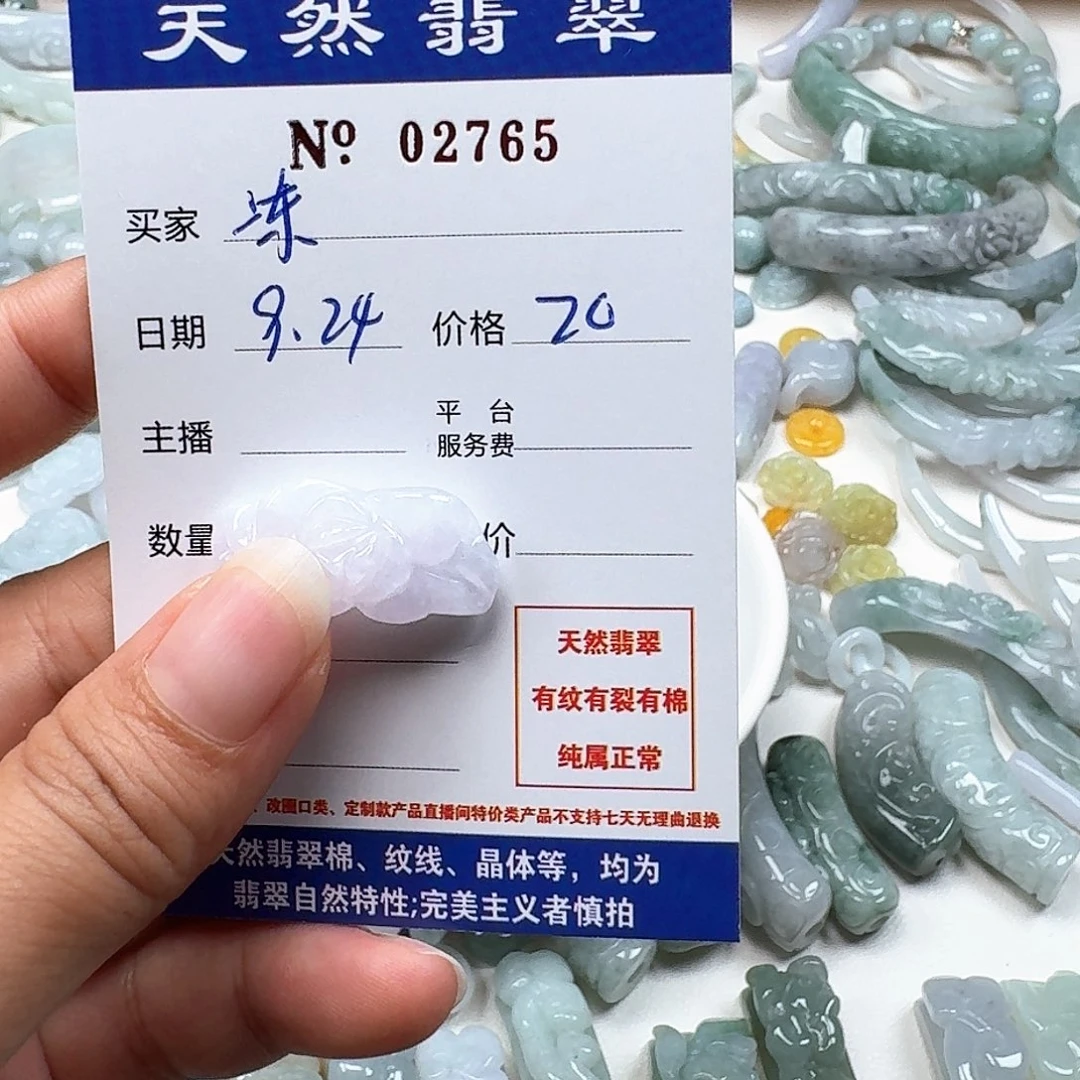 天然翡翠
Nº 02765
买家 冻
日期 9.24 价格 20
主播 平台服务费
数量 价
天然翡翠
有纹有裂有棉
纯属正常
改圈口类、定制款产品直播间特价类产品不支持七天无理由退换
天然翡翠棉、纹线、晶体等，均为
翡翠自然特性;完美主义者慎拍